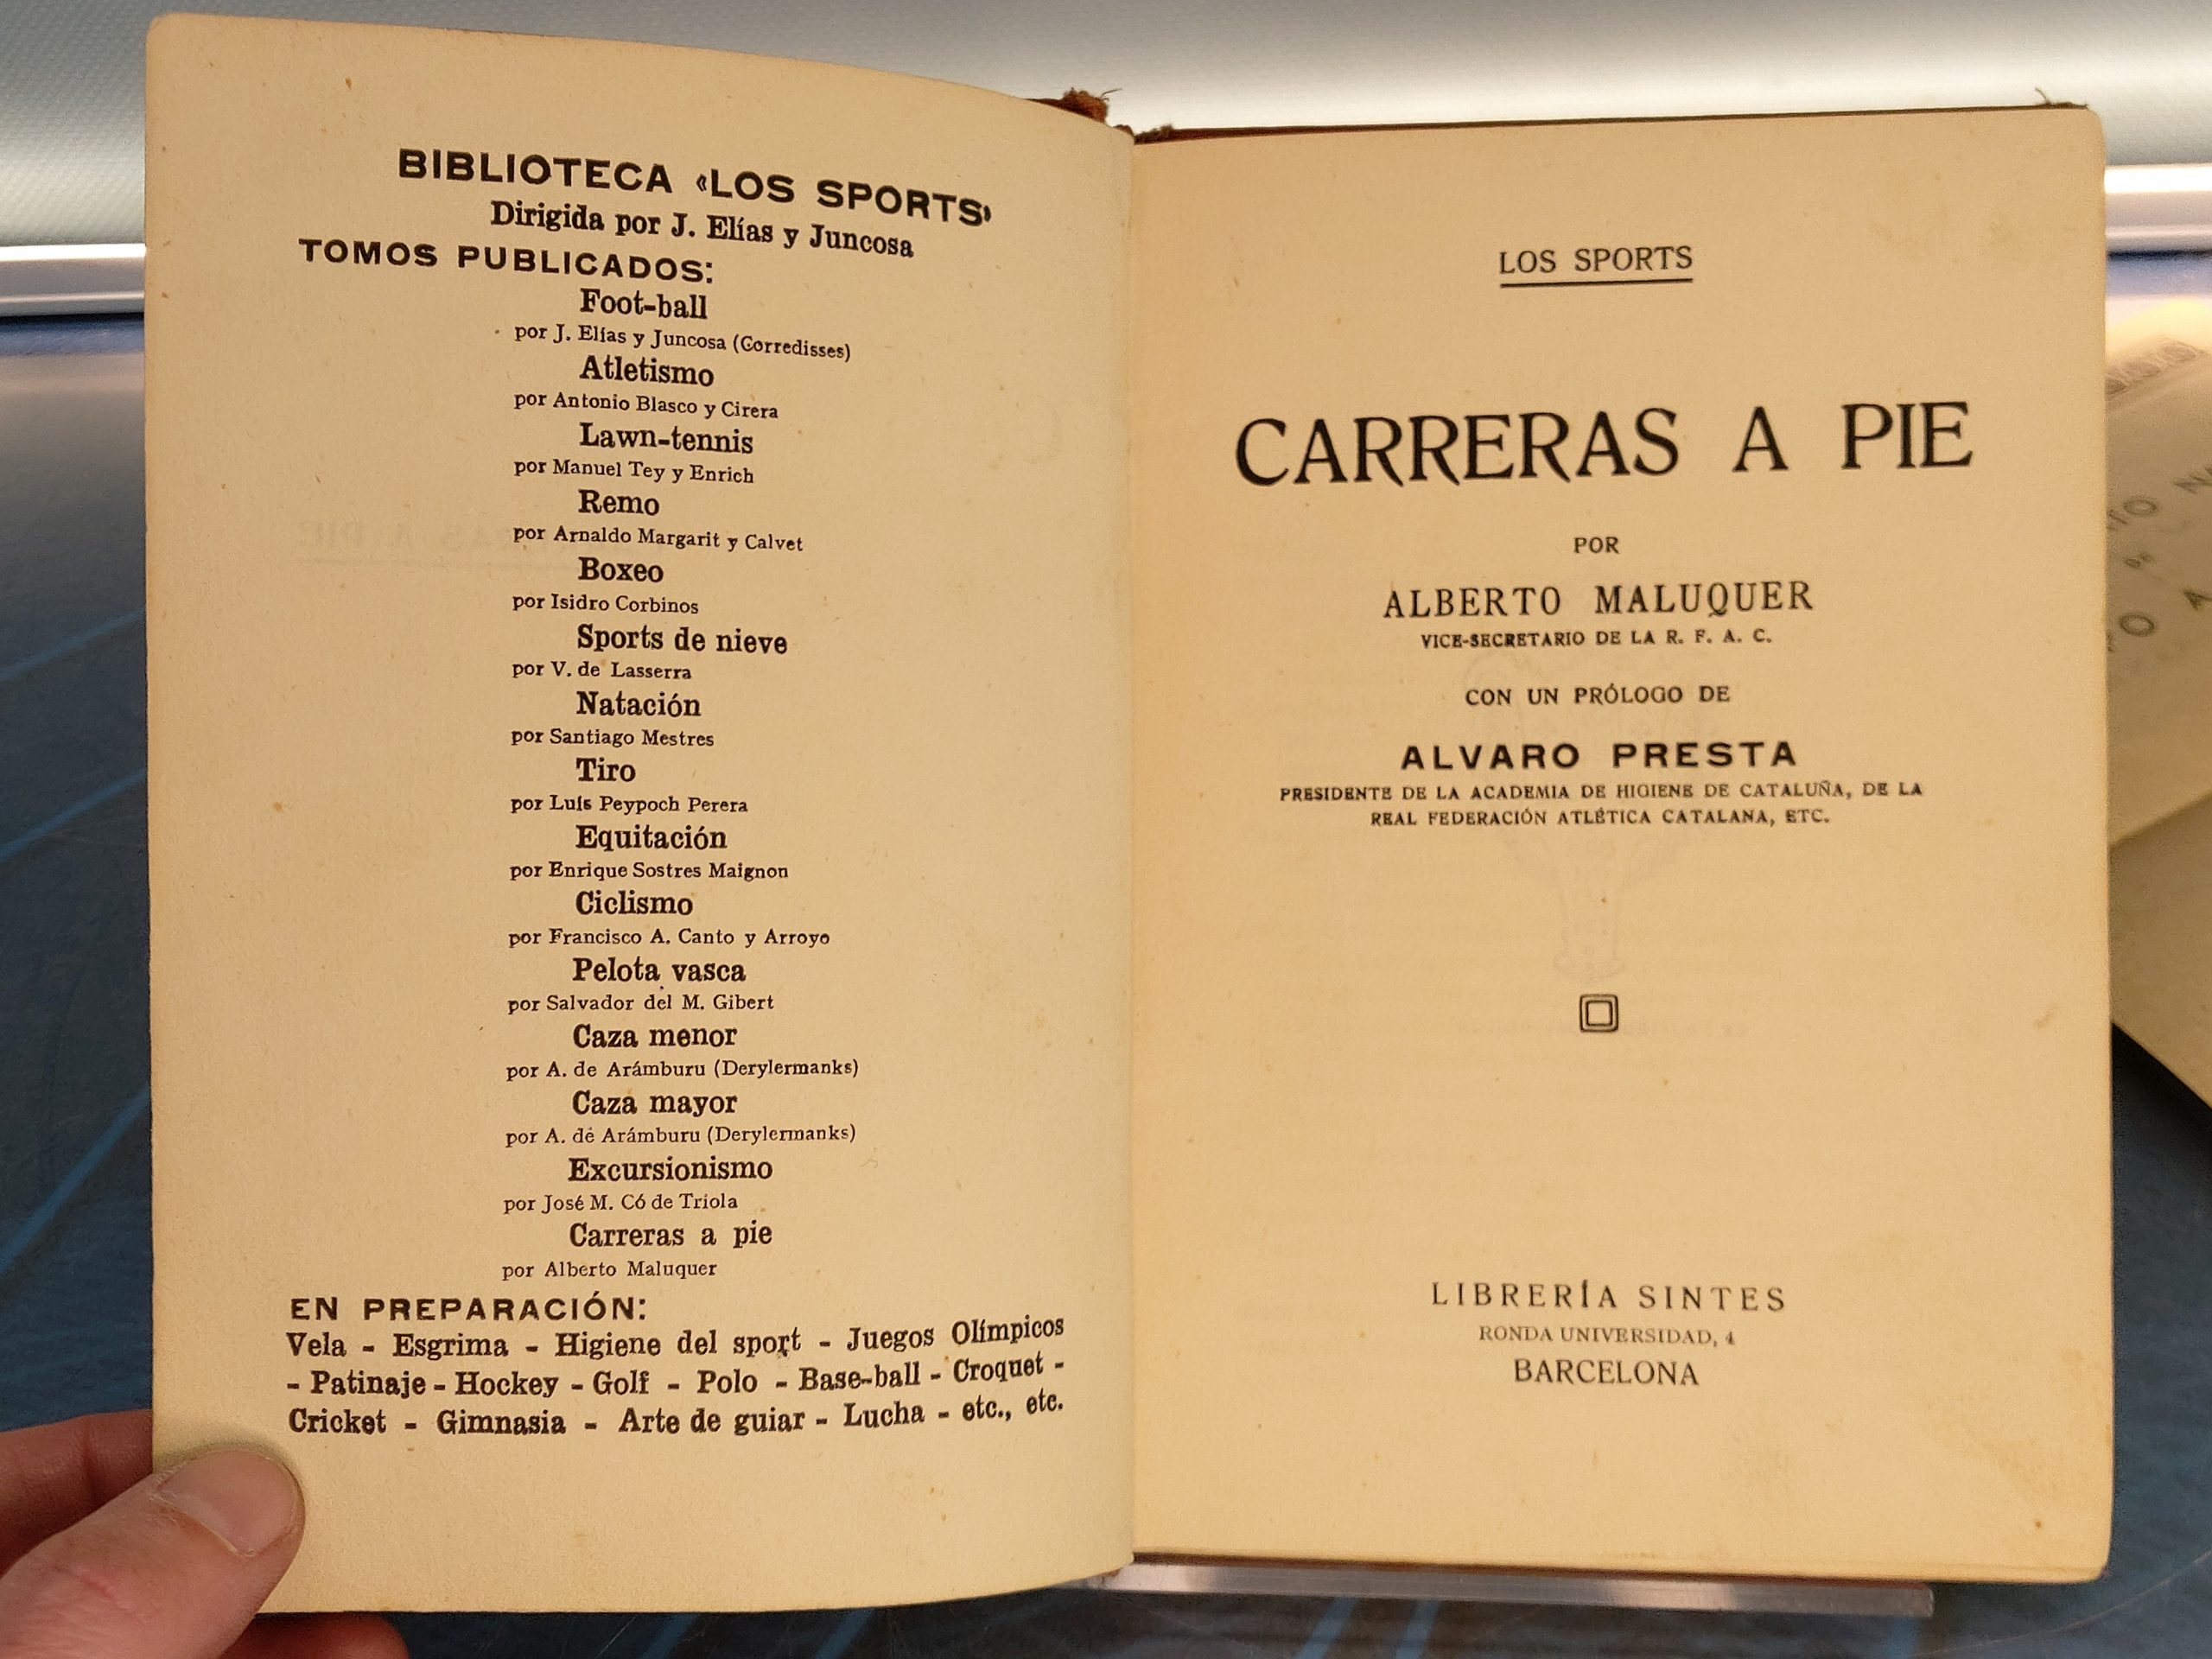 BIBLIOTECA «LOS SPORTS»
Dirigida por J. Elías y Juncosa
TOMOS PUBLICADOS:
Foot-ball
por J. Elías y Juncosa (Corredisses)
Atletismo
por Antonio Blasco y Cirera
Lawn-tennis
por Manuel Tey y Enrich
Remo
por Arnaldo Margarit y Calvet
Boxeo
por Isidro Corbinos
Sports de nieve
por V. de Lasserra
Natación
por Santiago Mestres
Tiro
por Luis Peypoch Perera
Equitación
por Enrique Sostres Maignon
Ciclismo
por Francisco A. Canto y Arroyo
Pelota vasca
por Salvador del M. Gibert
Caza menor
por A. de Arámburu (Derylermanks)
Caza mayor
por A. de Arámburu (Derylermanks)
Excursionismo
por José M. Có de Triola
Carreras a pie
por Alberto Maluquer
EN PREPARACIÓN:
Vela - Esgrima - Higiene del sport - Juegos Olímpicos
- Patinaje - Hockey - Golf - Polo - Base-ball - Croquet -
Cricket - Gimnasia - Arte de guiar - Lucha - etc., etc.
LOS SPORTS
CARRERAS A PIE
POR
ALBERTO MALUQUER
VICE-SECRETARIO DE LA R. F. A. C.
CON UN PRÓLOGO DE
ALVARO PRESTA
PRESIDENTE DE LA ACADEMIA DE HIGIENE DE CATALUÑA, DE LA
REAL FEDERACIÓN ATLÉTICA CATALANA, ETC.
LIBRERÍA SINTES
RONDA UNIVERSIDAD, 4
BARCELONA